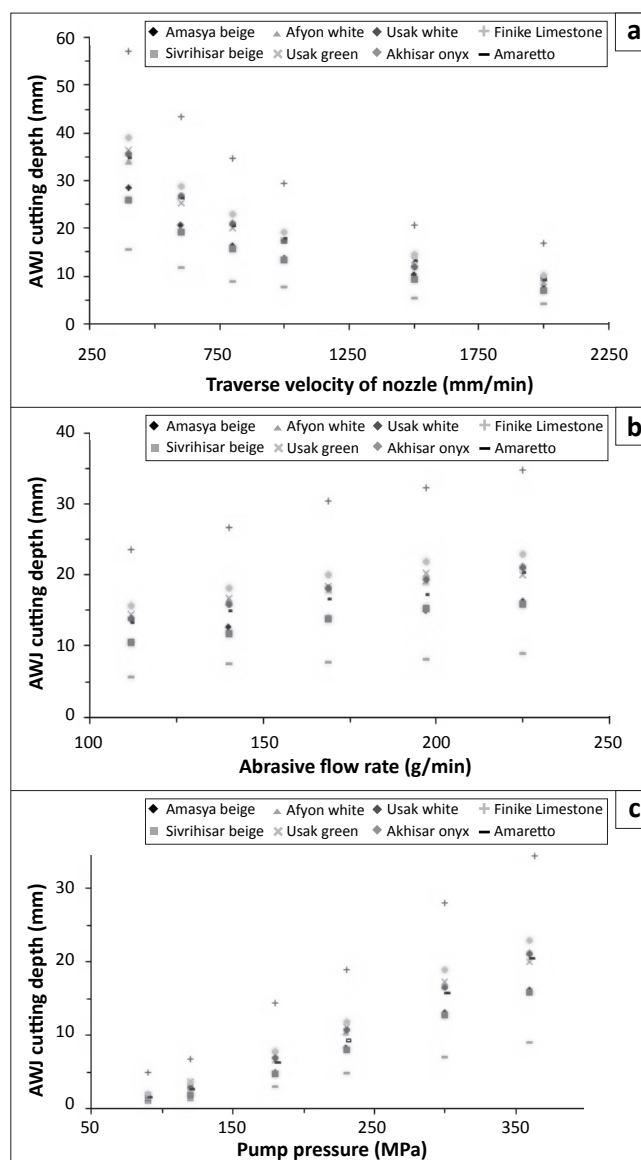 Amasya beige Afyon white Usak white Finike Limestone
Sivrihisar beige Usak green Akhisar onyx Amaretto
a
60
50
40
30
20
10
0
AWJ cutting depth (mm)
250 750 1250 1500 1750 2250
Traverse velocity of nozzle (mm/min)
Amasya beige Afyon white Usak white Finike Limestone
Sivrihisar beige Usak green Akhisar onyx Amaretto
b
40
30
20
10
0
AWJ cutting depth (mm)
100 150 200 250
Abrasive flow rate (g/min)
Amasya beige Afyon white Usak white Finike Limestone
Sivrihisar beige Usak green Akhisar onyx Amaretto
c
30
20
10
0
AWJ cutting depth (mm)
50 150 250 350
Pump pressure (MPa)